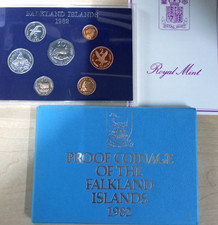 FALKLAND ISLANDS
1982
Royal Mint
PROOF COINAGE
OF THE
FALKLAND
ISLANDS
1982